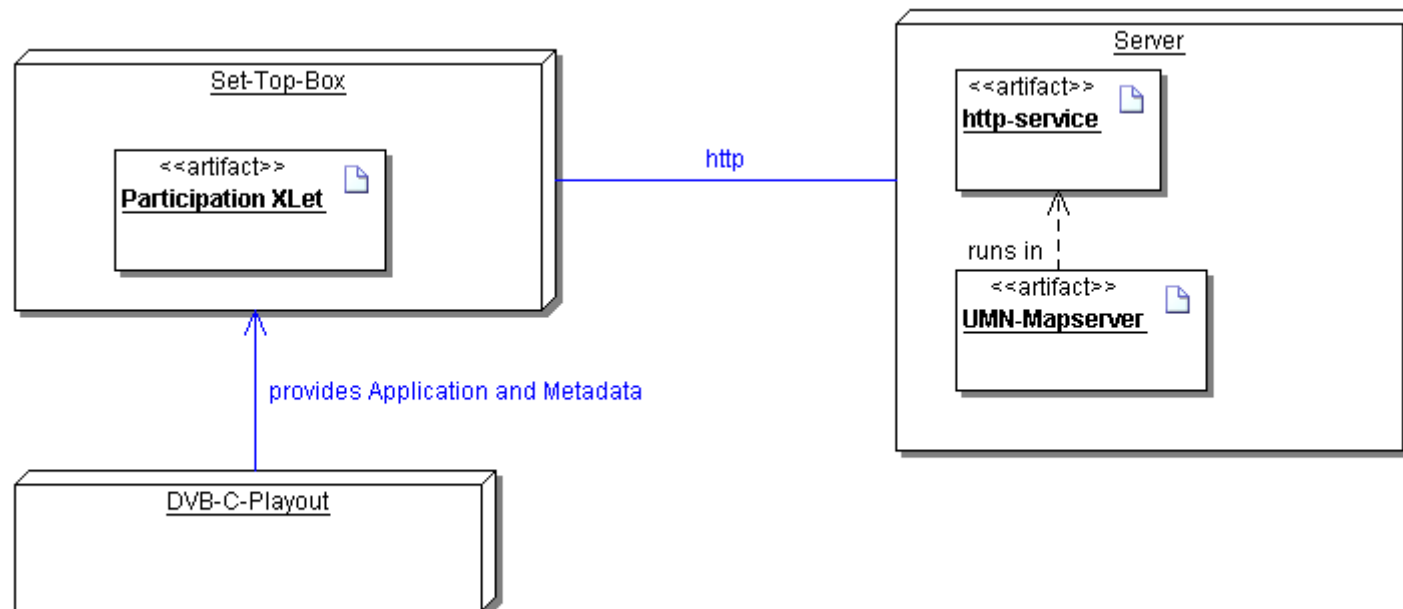 Set-Top-Box
<<artifact>>
Participation XLet
http
Server
<<artifact>>
http-service
runs in
<<artifact>>
UMN-Mapserver
provides Application and Metadata
DVB-C-Playout